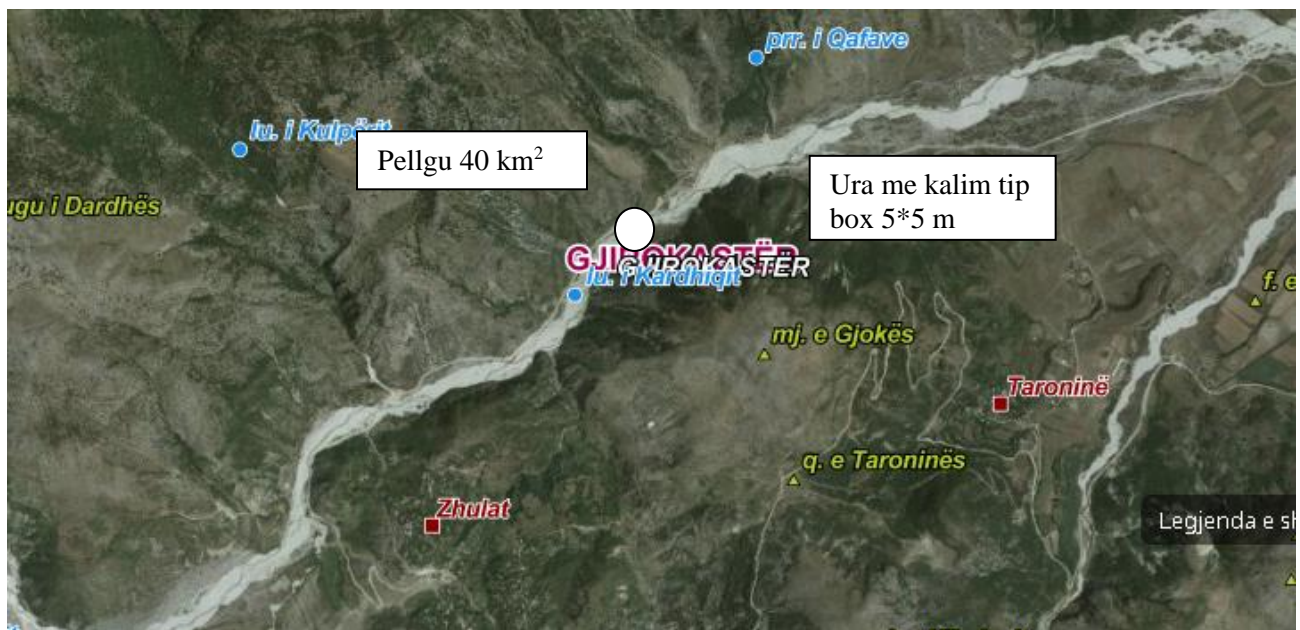 prr. i Qafave
lu. i Kulpërit
Pellgu 40 km²
Ura me kalim tip
box 5*5 m
ugu i Dardhës
GJIROKASTËR
GJIROKASTËR
lu. i Kardhiqit
f. e
mj. e Gjokës
Taroninë
q. e Taroninës
Zhulat
Legjenda e sh